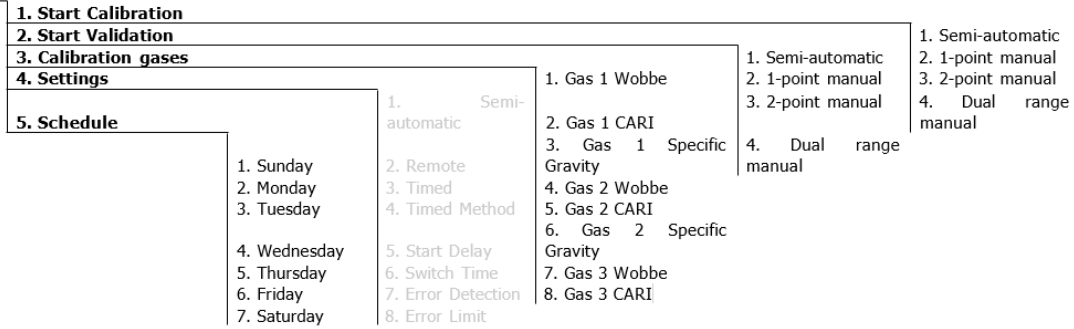 1. Start Calibration
2. Start Validation
3. Calibration gases
4. Settings
5. Schedule
1. Sunday
2. Monday
3. Tuesday
4. Wednesday
5. Thursday
6. Friday
7. Saturday
1. Semi-
automatic
2. Remote
3. Timed
4. Timed Method
5. Start Delay
6. Switch Time
7. Error Detection
8. Error Limit
1. Gas 1 Wobbe
2. Gas 1 CARI
3. Gas 1 Specific
Gravity
4. Gas 2 Wobbe
5. Gas 2 CARI
6. Gas 2 Specific
Gravity
7. Gas 3 Wobbe
8. Gas 3 CARI
1. Semi-automatic
2. 1-point manual
3. 2-point manual
4. Dual range
manual
1. Semi-automatic
2. 1-point manual
3. 2-point manual
4. Dual range
manual